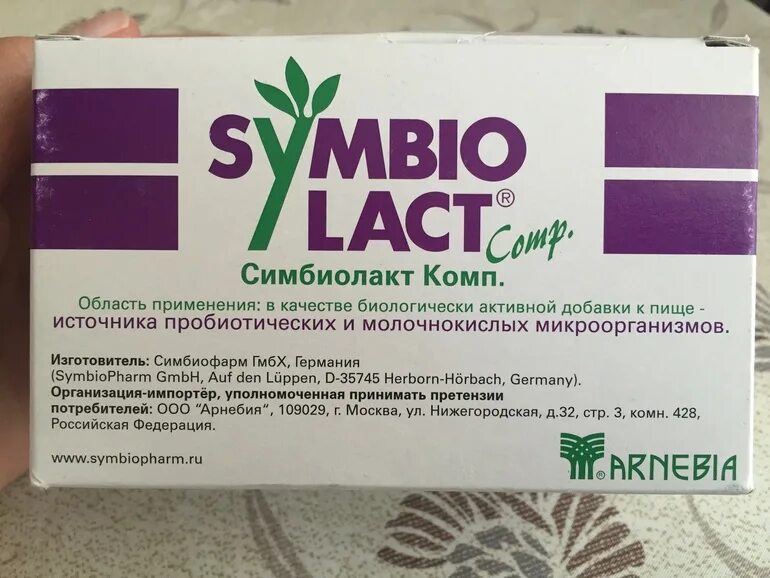 SYMBIO
LACT® Comp.
Симбиолакт Комп.
Область применения: в качестве биологически активной добавки к пище -
источника пробиотических и молочнокислых микроорганизмов.
Изготовитель: Симбиофарм ГмбХ, Германия
(SymbioPharm GmbH, Auf den Lüppen, D-35745 Herborn-Hörbach, Germany).
Организация-импортёр, уполномоченная принимать претензии
потребителей: ООО “Арнебия“, 109029, г. Москва, ул. Нижегородская, д.32, стр. 3, комн. 428,
Российская Федерация.
www.symbiopharm.ru
® ARNEBIA